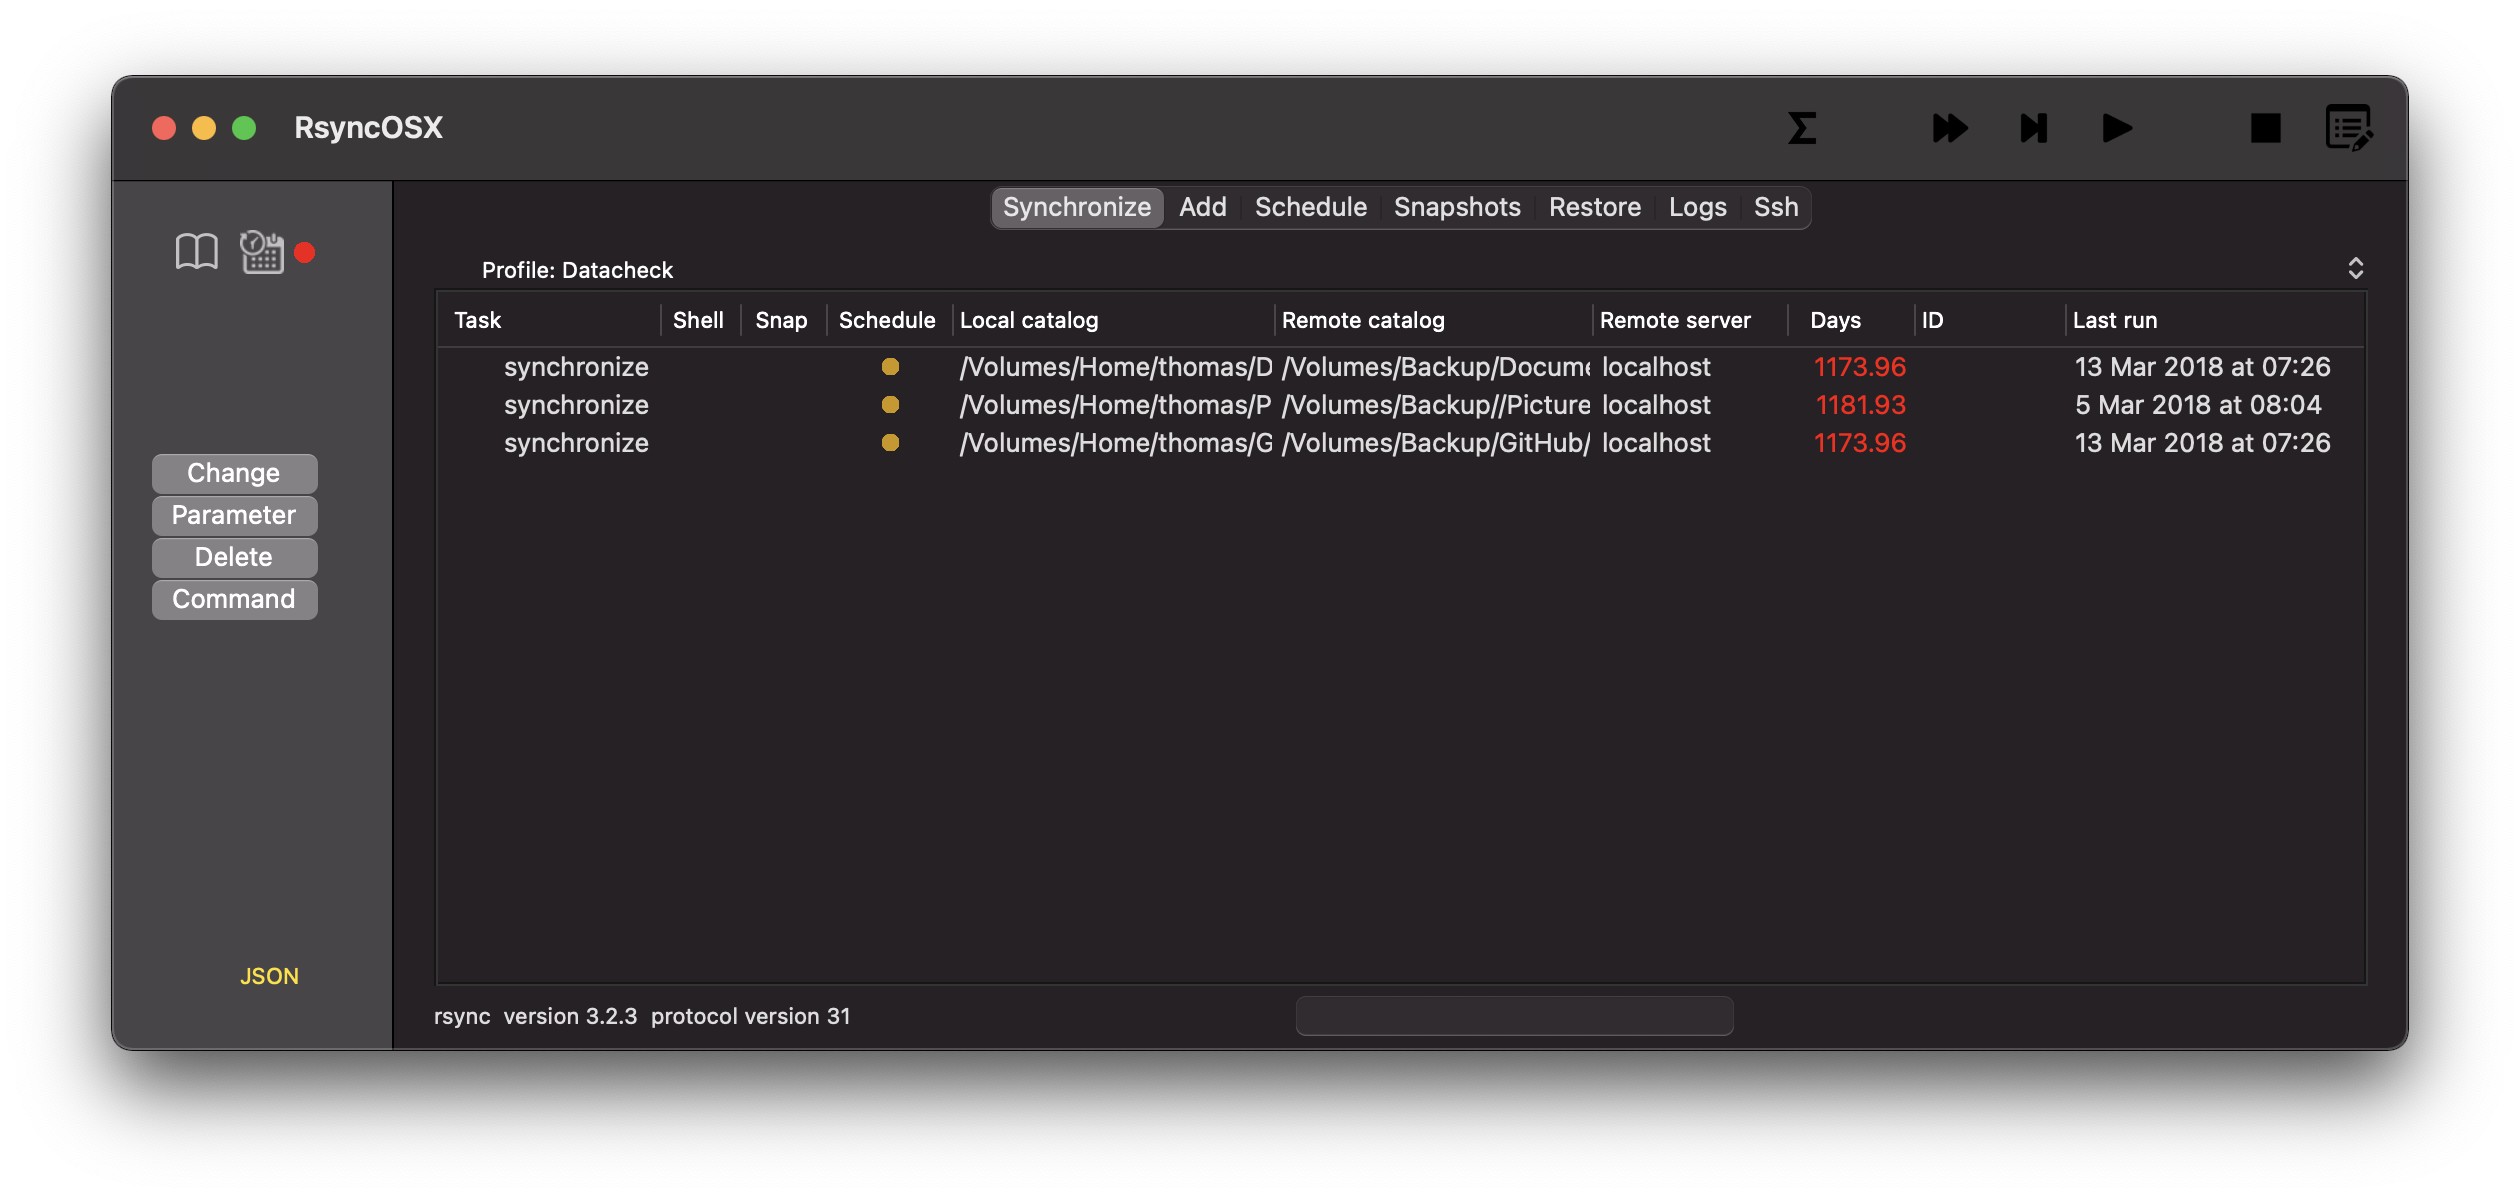 RsyncOSX
Synchronize Add Schedule Snapshots Restore Logs Ssh
Profile: Datacheck
Task Shell Snap Schedule Local catalog Remote catalog Remote server Days ID Last run
synchronize /Volumes/Home/thomas/D /Volumes/Backup/Docume localhost 1173.96 13 Mar 2018 at 07:26
synchronize /Volumes/Home/thomas/P /Volumes/Backup//Picture localhost 1181.93 5 Mar 2018 at 08:04
synchronize /Volumes/Home/thomas/G /Volumes/Backup/GitHub/ localhost 1173.96 13 Mar 2018 at 07:26
Change
Parameter
Delete
Command
JSON
rsync version 3.2.3 protocol version 31